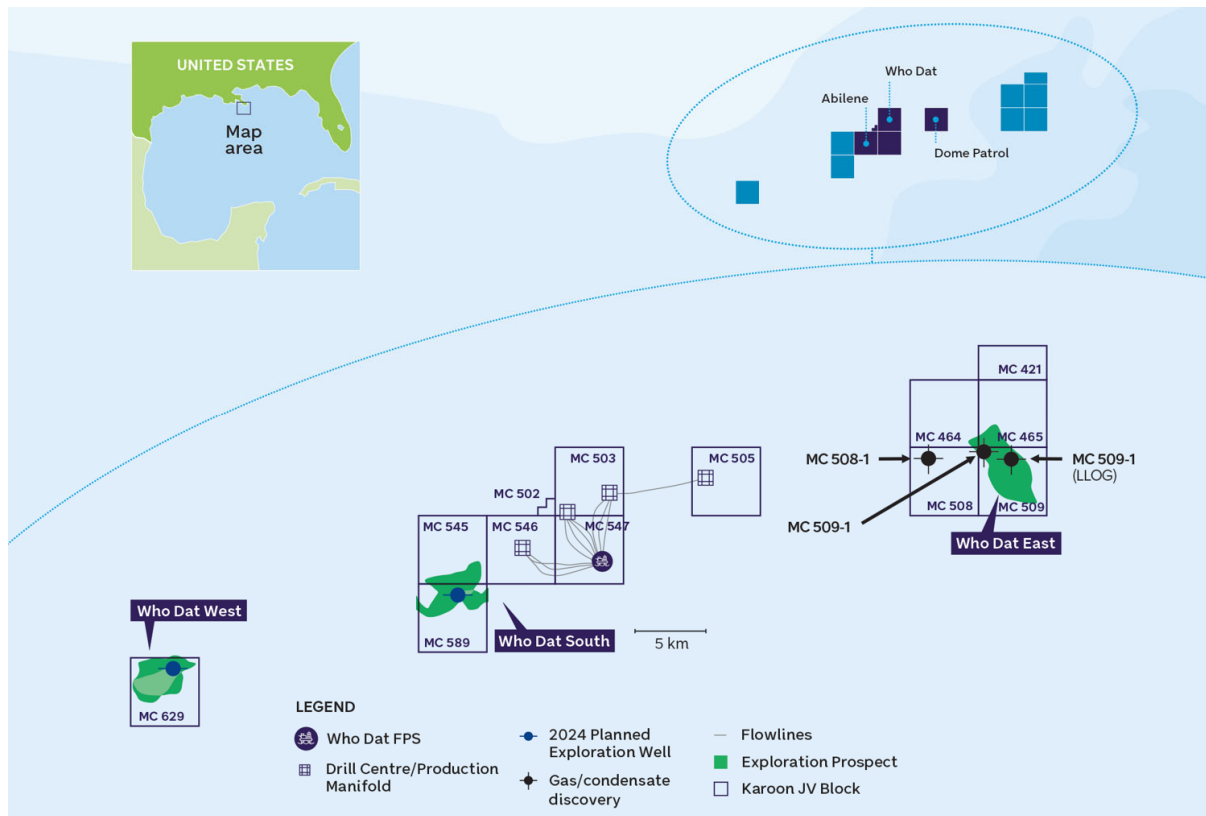 UNITED STATES
Map
area
Who Dat
Abilene
Dome Patrol
MC 421
MC 464
MC 465
MC 508-1
MC 509-1
(LLOG)
MC 509-1
MC 508
MC 509
Who Dat East
MC 503
MC 505
MC 502
MC 545
MC 546
MC 547
MC 589
Who Dat South
5 km
Who Dat West
MC 629
LEGEND
Who Dat FPS
Drill Centre/Production
Manifold
2024 Planned
Exploration Well
Gas/condensate
discovery
Flowlines
Exploration Prospect
Karoon JV Block